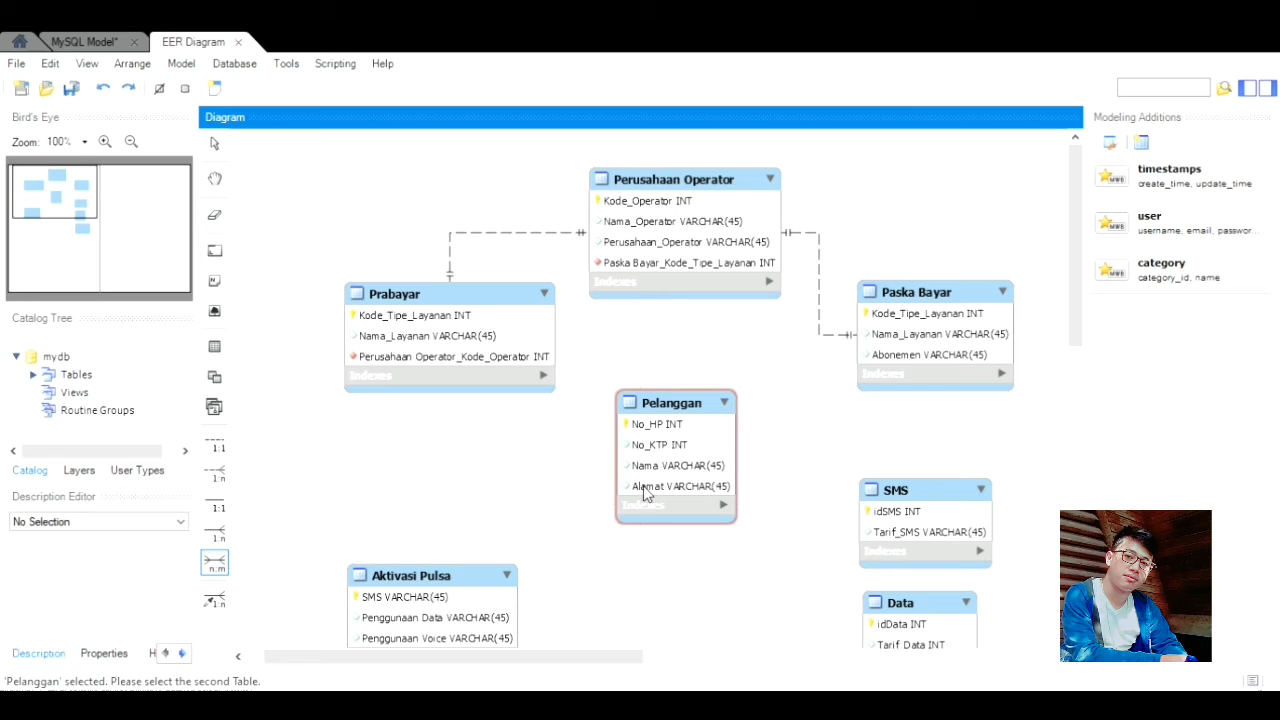 MySQL Model*
EER Diagram
File Edit View Arrange Model Database Tools Scripting Help
Bird's Eye
Zoom: 100%
Catalog Tree
mydb
Tables
Views
Routine Groups
Catalog Layers User Types
Description Editor
No Selection
Description Properties H
'Pelanggan' selected. Please select the second Table.
1:1
1:n
1:1
1:n
n:m
1:n
Diagram
Perusahaan Operator
Kode_Operator INT
Nama_Operator VARCHAR(45)
Perusahaan_Operator VARCHAR(45)
Paska Bayar_Kode_Tipe_Layanan INT
Indexes
Prabayar
Kode_Tipe_Layanan INT
Nama_Layanan VARCHAR(45)
Perusahaan Operator_Kode_Operator INT
Indexes
Paska Bayar
Kode_Tipe_Layanan INT
Nama_Layanan VARCHAR(45)
Abonemen VARCHAR(45)
Indexes
Pelanggan
No_HP INT
No_KTP INT
Nama VARCHAR(45)
Alamat VARCHAR(45)
Indexes
SMS
idSMS INT
Tarif_SMS VARCHAR(45)
Indexes
Aktivasi Pulsa
SMS VARCHAR(45)
Penggunaan Data VARCHAR(45)
Penggunaan Voice VARCHAR(45)
Data
idData INT
Tarif Data INT
Modeling Additions
MWB
timestamps
create_time, update_time
MWB
user
username, email, passwor...
MWB
category
category_id, name